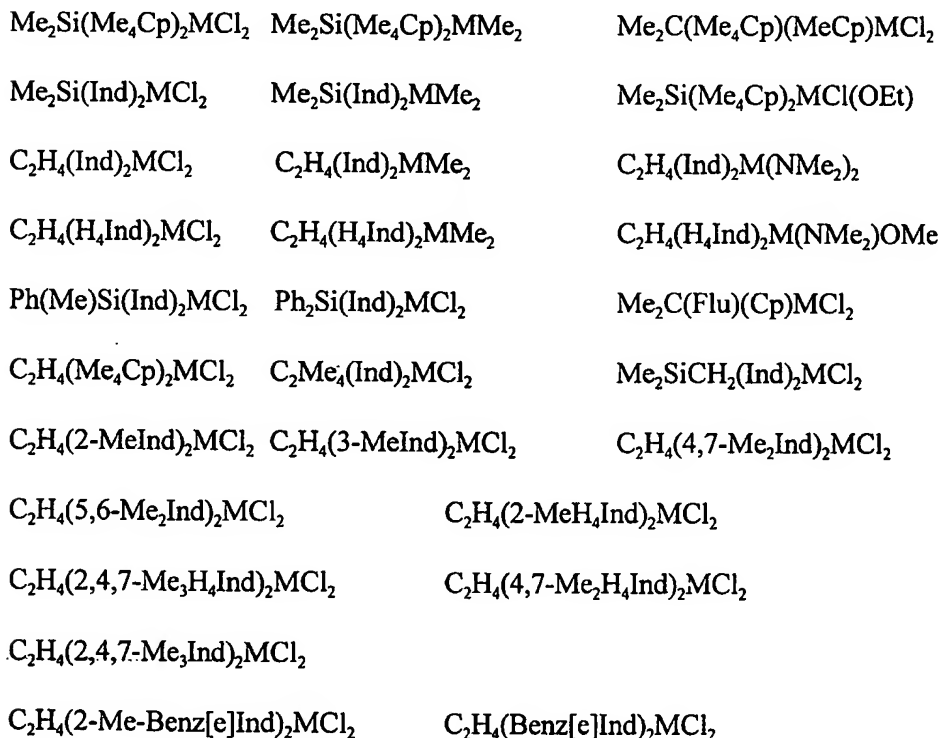 Me₂Si(Me₄Cp)₂MCl₂ Me₂Si(Me₄Cp)₂MMe₂ Me₂C(Me₄Cp)(MeCp)MCl₂
Me₂Si(Ind)₂MCl₂ Me₂Si(Ind)₂MMe₂ Me₂Si(Me₄Cp)₂MCl(OEt)
C₂H₄(Ind)₂MCl₂ C₂H₄(Ind)₂MMe₂ C₂H₄(Ind)₂M(NMe₂)₂
C₂H₄(H₄Ind)₂MCl₂ C₂H₄(H₄Ind)₂MMe₂ C₂H₄(H₄Ind)₂M(NMe₂)OMe
Ph(Me)Si(Ind)₂MCl₂ Ph₂Si(Ind)₂MCl₂ Me₂C(Flu)(Cp)MCl₂
C₂H₄(Me₄Cp)₂MCl₂ C₂Me₄(Ind)₂MCl₂ Me₂SiCH₂(Ind)₂MCl₂
C₂H₄(2-MeInd)₂MCl₂ C₂H₄(3-MeInd)₂MCl₂ C₂H₄(4,7-Me₂Ind)₂MCl₂
C₂H₄(5,6-Me₂Ind)₂MCl₂ C₂H₄(2-MeH₄Ind)₂MCl₂
C₂H₄(2,4,7-Me₃H₄Ind)₂MCl₂ C₂H₄(4,7-Me₂H₄Ind)₂MCl₂
C₂H₄(2,4,7-Me₃Ind)₂MCl₂
C₂H₄(2-Me-Benz[e]Ind)₂MCl₂ C₂H₄(Benz[e]Ind)₂MCl₂